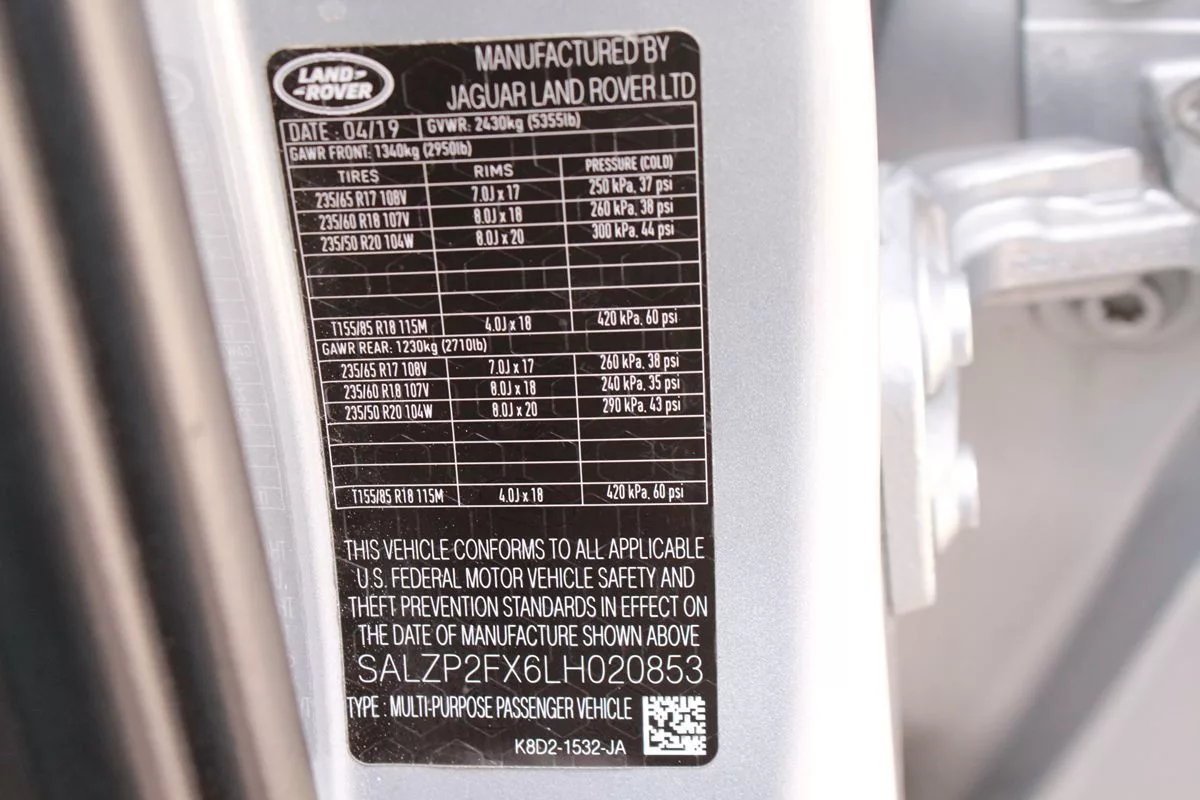 LAND-
-ROVER
MANUFACTURED BY
JAGUAR LAND ROVER LTD
DATE : 04/19 GVWR: 2430kg (5355lb)
GAWR FRONT: 1340kg (2950lb)
TIRES RIMS PRESSURE (COLD)
235/65 R17 108V 7.0J x 17 250 kPa, 37 psi
235/60 R18 107V 8.0J x 18 260 kPa, 38 psi
235/50 R20 104W 8.0J x 20 300 kPa, 44 psi
T155/85 R18 115M 4.0J x 18 420 kPa, 60 psi
GAWR REAR: 1230kg (2710lb)
235/65 R17 108V 7.0J x 17 260 kPa, 38 psi
235/60 R18 107V 8.0J x 18 240 kPa, 35 psi
235/50 R20 104W 8.0J x 20 290 kPa, 43 psi
T155/85 R18 115M 4.0J x 18 420 kPa, 60 psi
THIS VEHICLE CONFORMS TO ALL APPLICABLE
U.S. FEDERAL MOTOR VEHICLE SAFETY AND
THEFT PREVENTION STANDARDS IN EFFECT ON
THE DATE OF MANUFACTURE SHOWN ABOVE
SALZP2FX6LH020853
TYPE : MULTI-PURPOSE PASSENGER VEHICLE
K8D2-1532-JA